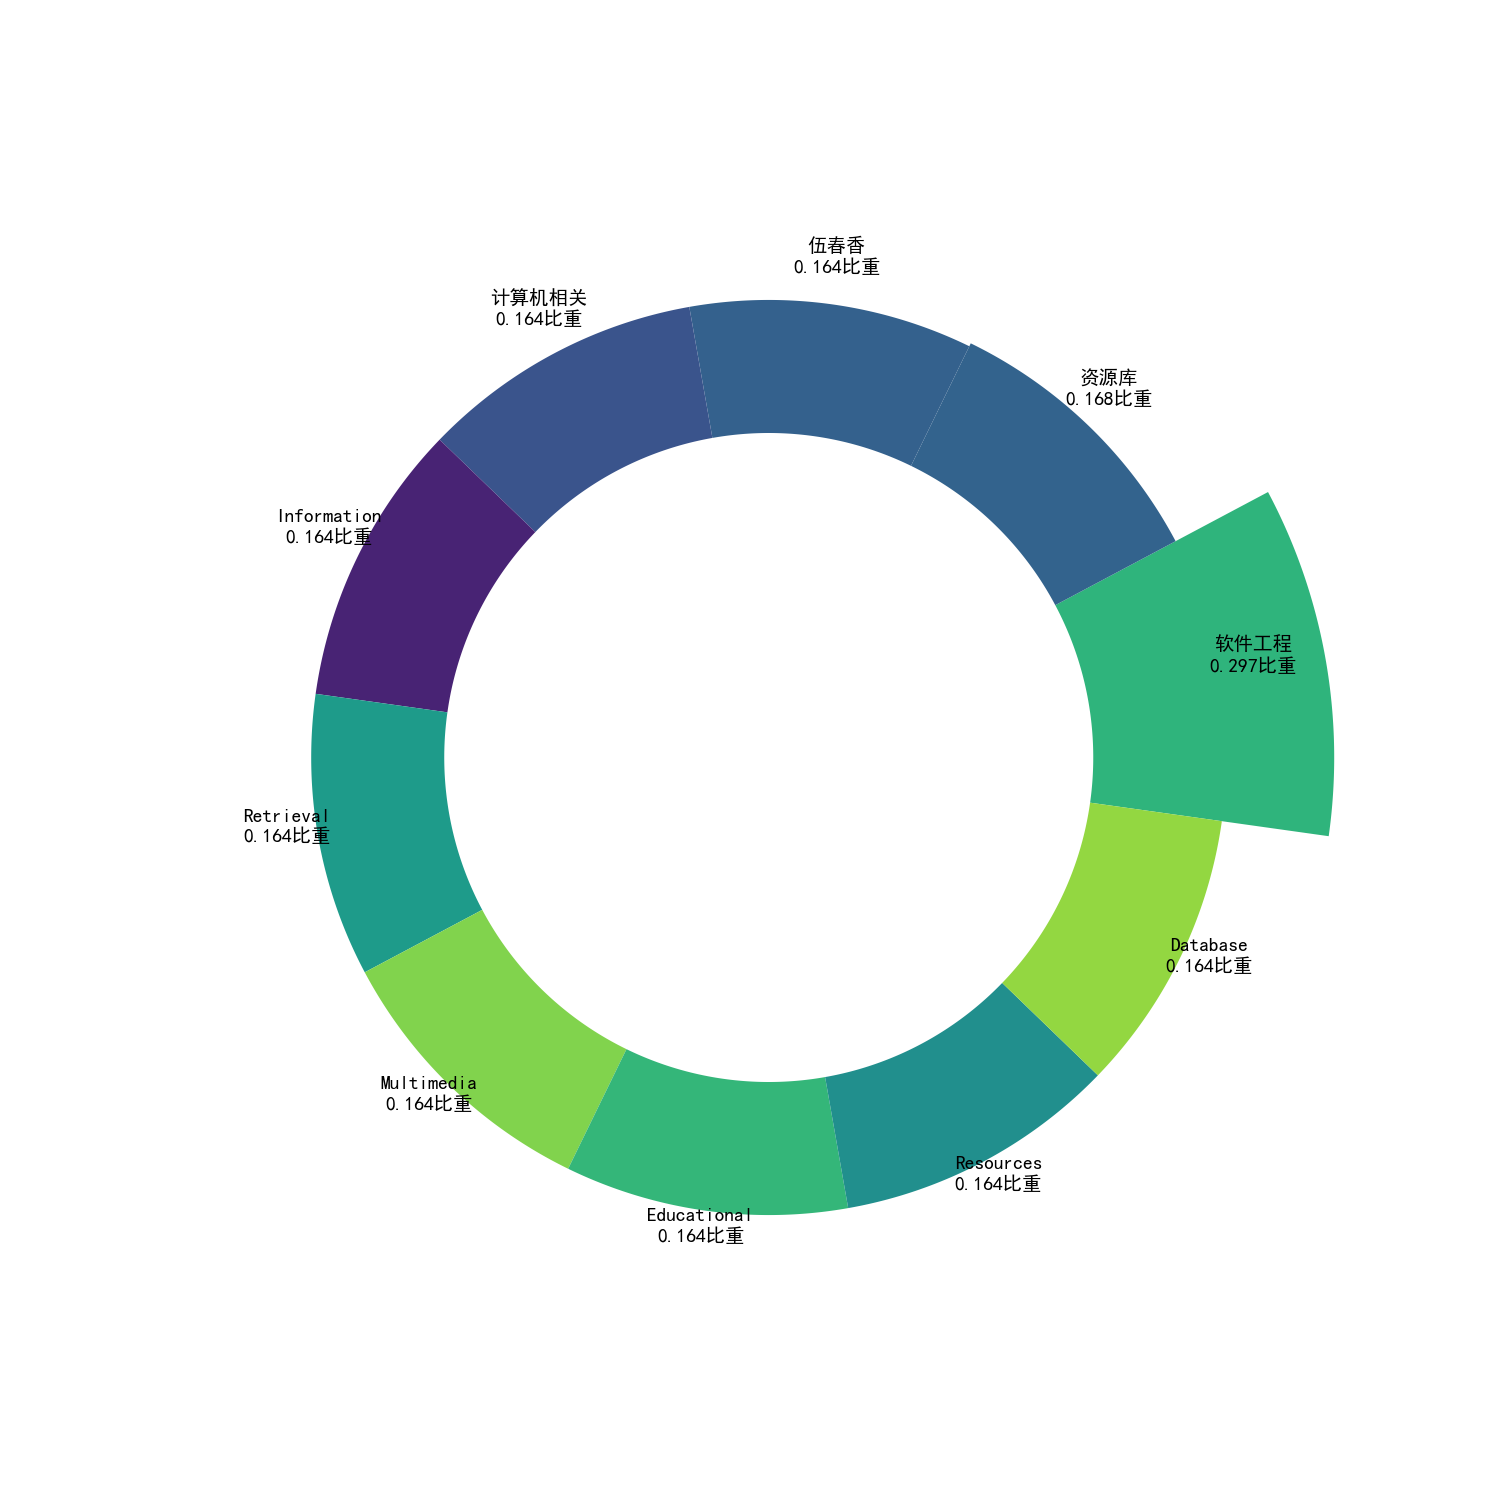 伍春香
0.164比重
计算机相关
0.164比重
资源库
0.168比重
Information
0.164比重
软件工程
0.297比重
Retrieval
0.164比重
Database
0.164比重
Multimedia
0.164比重
Resources
0.164比重
Educational
0.164比重